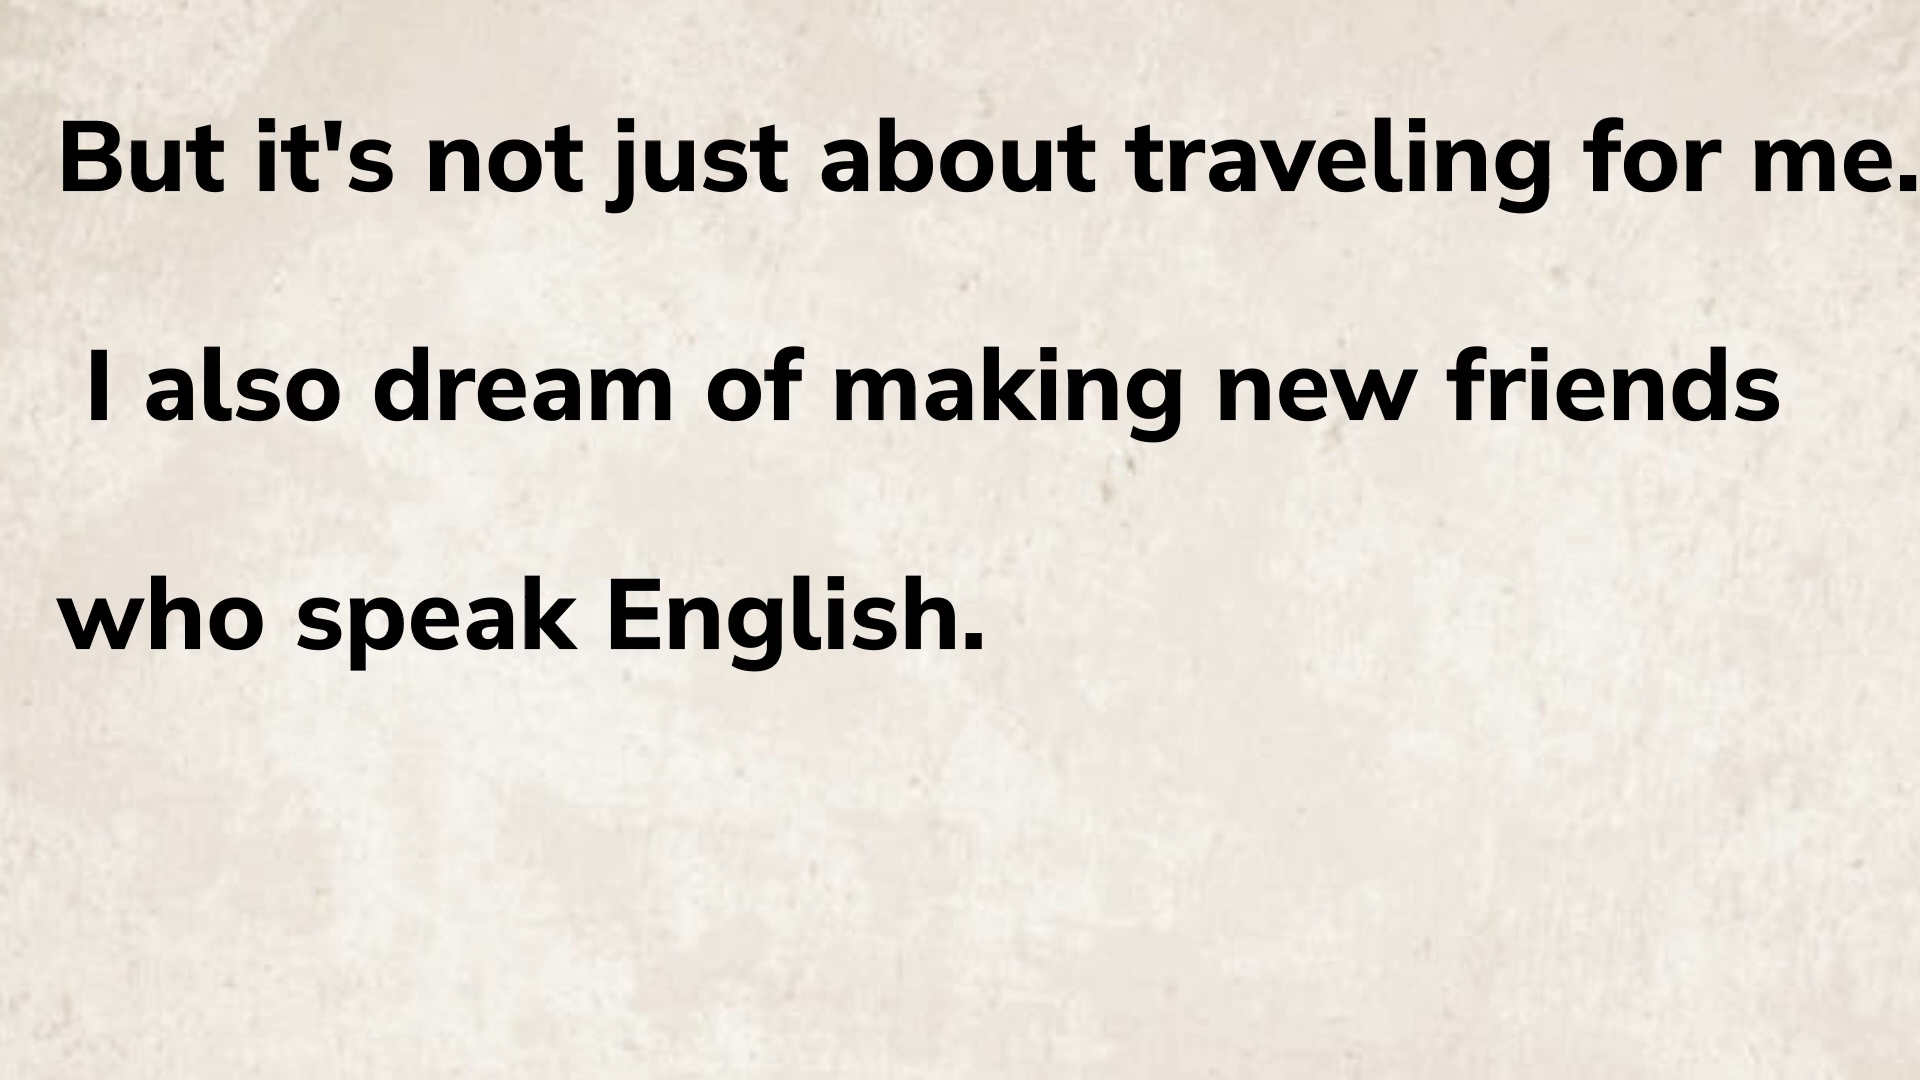 But it's not just about traveling for me.
I also dream of making new friends
who speak English.